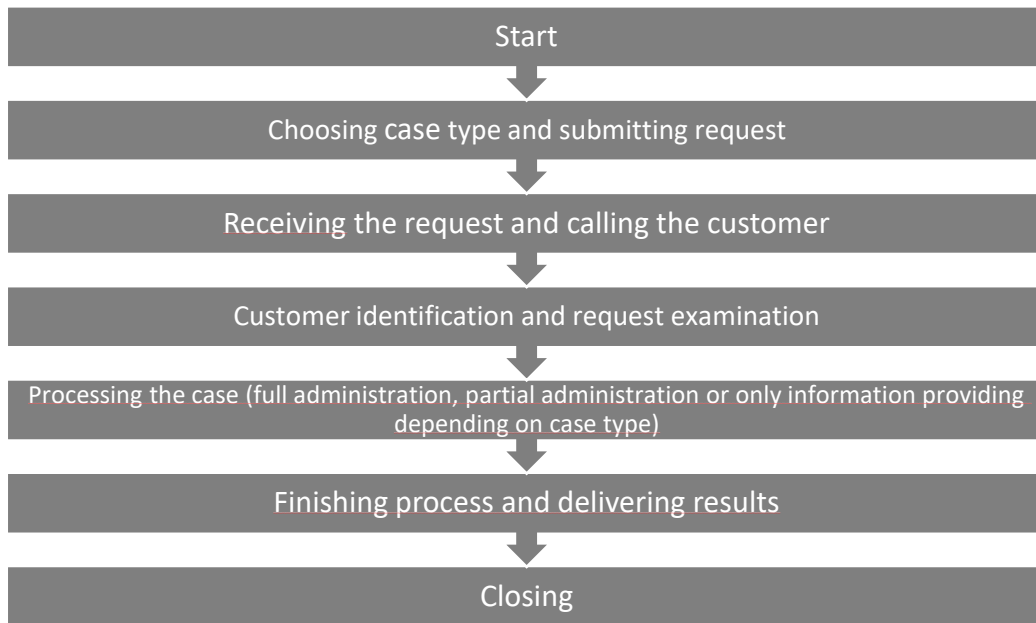 Start
Choosing case type and submitting request
Receiving the request and calling the customer
Customer identification and request examination
Processing the case (full administration, partial administration or only information providing
depending on case type)
Finishing process and delivering results
Closing